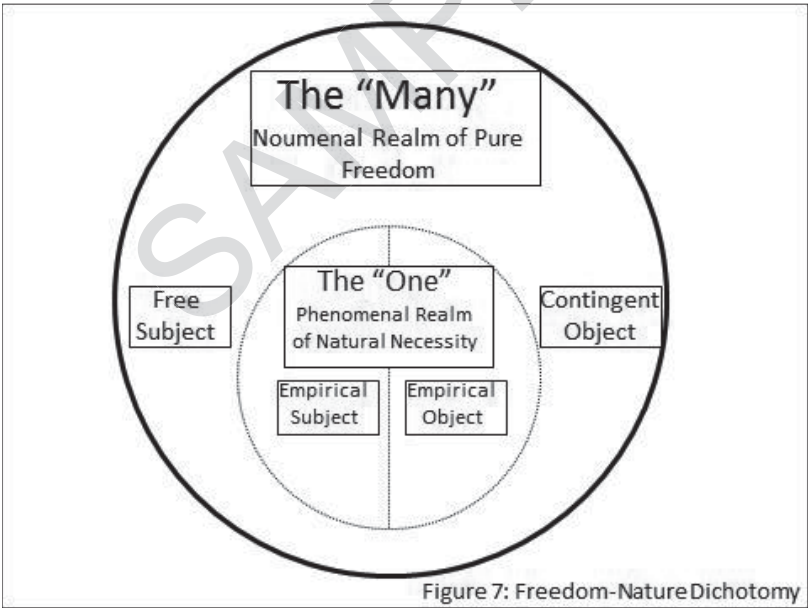 The “Many”
Noumenal Realm of Pure
Freedom
The “One”
Phenomenal Realm
of Natural Necessity
Free
Subject
Contingent
Object
Empirical
Subject
Empirical
Object
Figure 7: Freedom-Nature Dichotomy